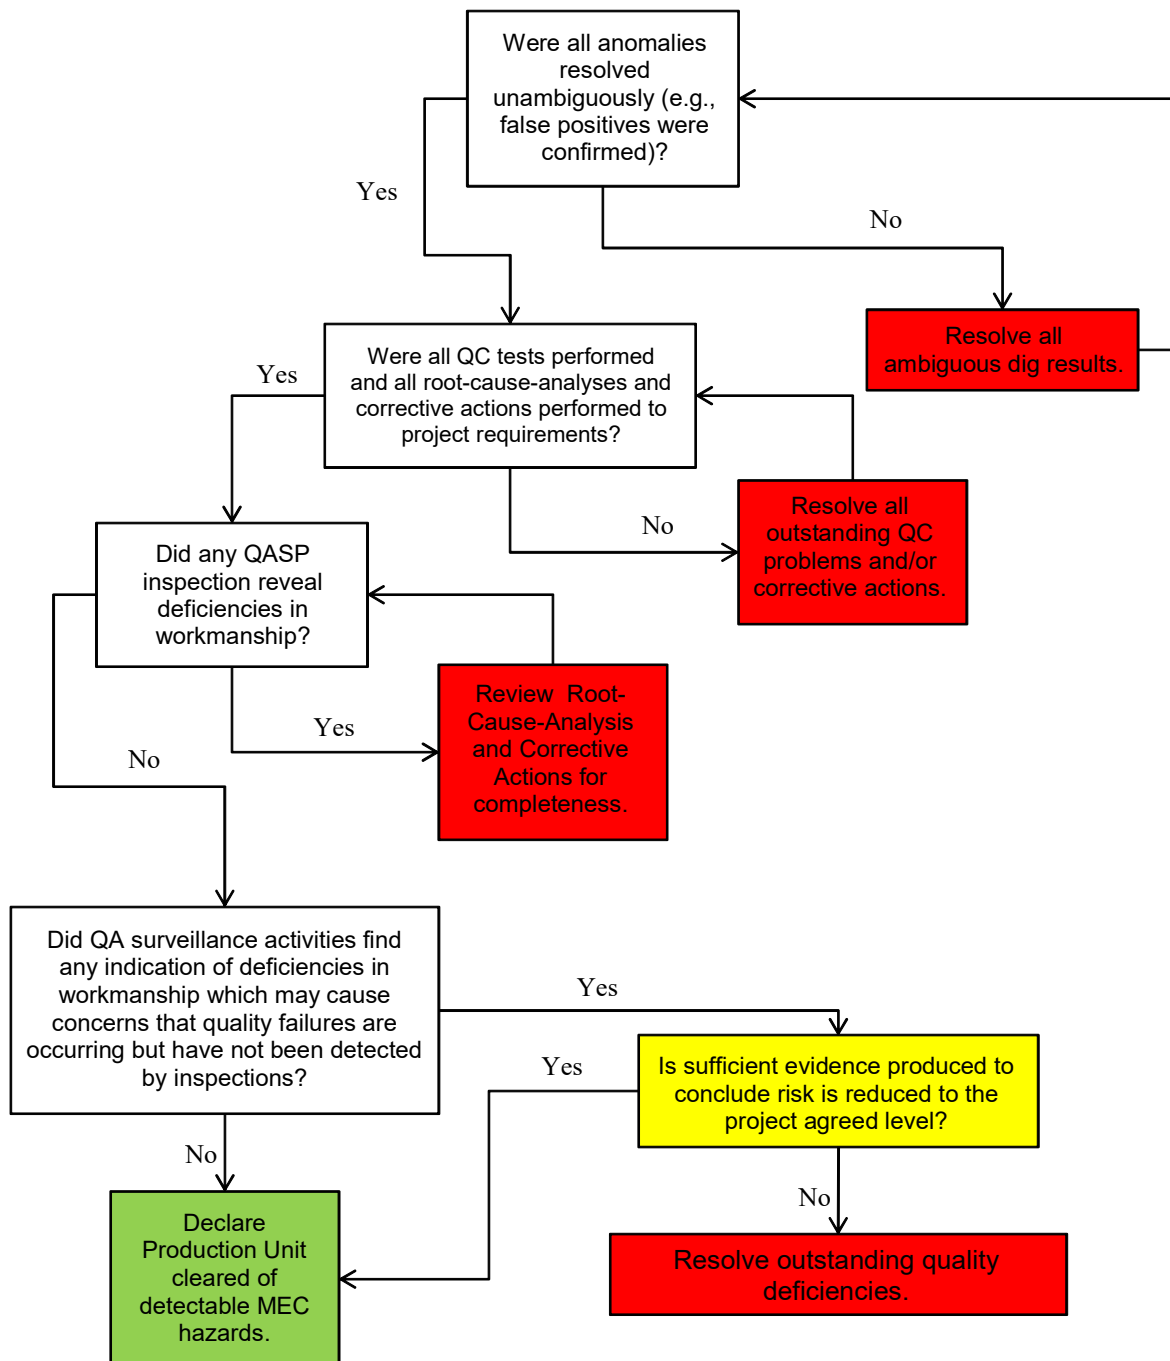 Were all anomalies
resolved
unambiguously (e.g.,
false positives were
confirmed)?
Yes
No
Resolve all
ambiguous dig results.
Were all QC tests performed
and all root-cause-analyses and
corrective actions performed to
project requirements?
Yes
No
Resolve all
outstanding QC
problems and/or
corrective actions.
Did any QASP
inspection reveal
deficiencies in
workmanship?
Yes
No
Review Root-
Cause-Analysis
and Corrective
Actions for
completeness.
Did QA surveillance activities find
any indication of deficiencies in
workmanship which may cause
concerns that quality failures are
occurring but have not been detected
by inspections?
Yes
No
Is sufficient evidence produced to
conclude risk is reduced to the
project agreed level?
Yes
No
Declare
Production Unit
cleared of
detectable MEC
hazards.
Resolve outstanding quality
deficiencies.